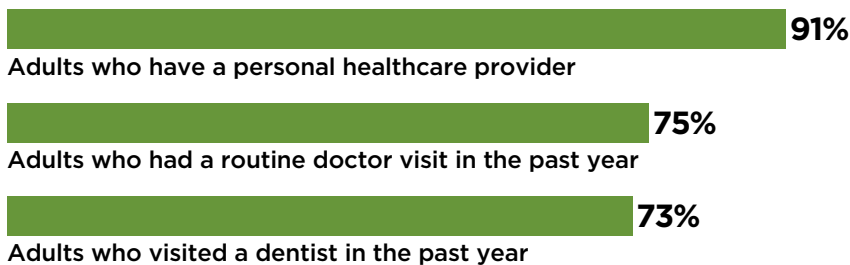 91%
Adults who have a personal healthcare provider
75%
Adults who had a routine doctor visit in the past year
73%
Adults who visited a dentist in the past year